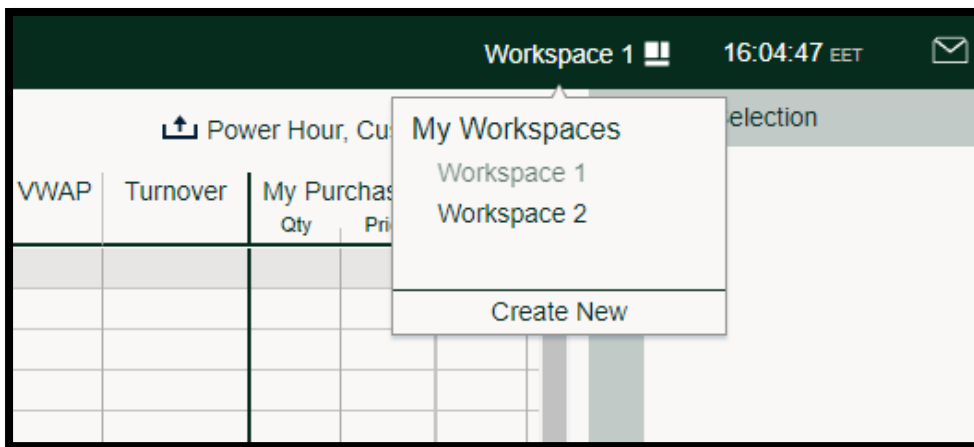 Workspace 1 16:04:47 EET
Power Hour, Cu
My Workspaces
election
Workspace 1
Workspace 2
VWAP Turnover My Purchas
Qty Pri
Create New